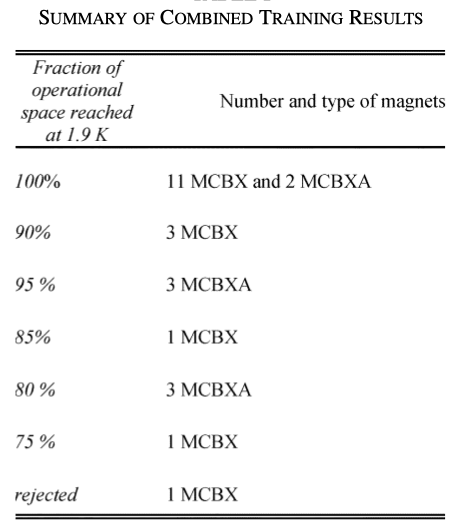 SUMMARY OF COMBINED TRAINING RESULTS
Fraction of
operational
space reached
at 1.9 K
Number and type of magnets
100% 11 MCBX and 2 MCBXA
90% 3 MCBX
95 % 3 MCBXA
85% 1 MCBX
80 % 3 MCBXA
75 % 1 MCBX
rejected 1 MCBX